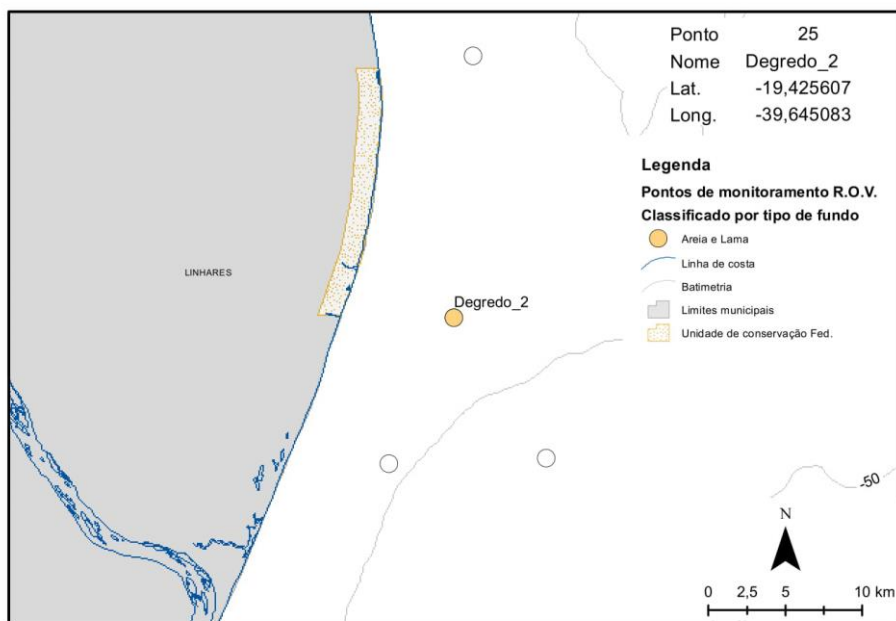 Ponto 25
Nome Degredo_2
Lat. -19,425607
Long. -39,645083
Legenda
Pontos de monitoramento R.O.V.
Classificado por tipo de fundo
Areia e Lama
Linha de costa
Batimetria
Limites municipais
Unidade de conservação Fed.
LINHARES
Degredo_2
-50
N
0 2,5 5 10 km